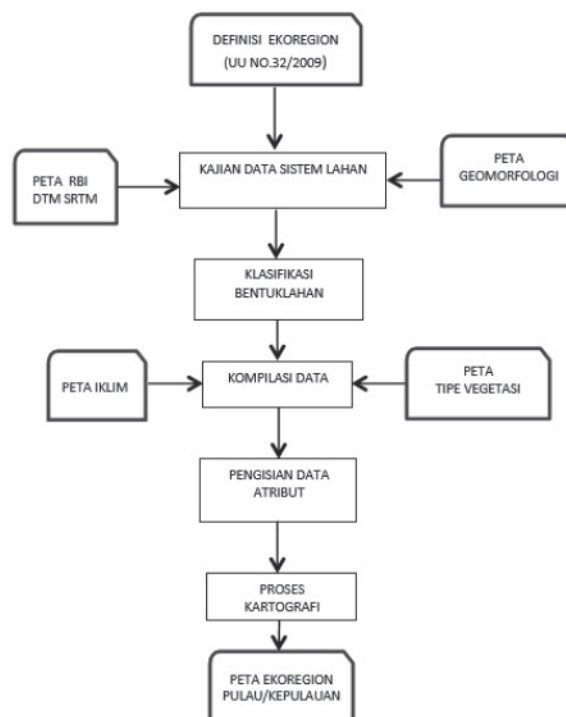 DEFINISI EKOREGION
(UU NO.32/2009)
PETA RBI
DTM SRTM
KAJIAN DATA SISTEM LAHAN
PETA
GEOMORFOLOGI
KLASIFIKASI
BENTUKLAHAN
PETA IKLIM
KOMPILASI DATA
PETA
TIPE VEGETASI
PENGISIAN DATA
ATRIBUT
PROSES
KARTOGRAFI
PETA EKOREGION
PULAU/KEPULAUAN